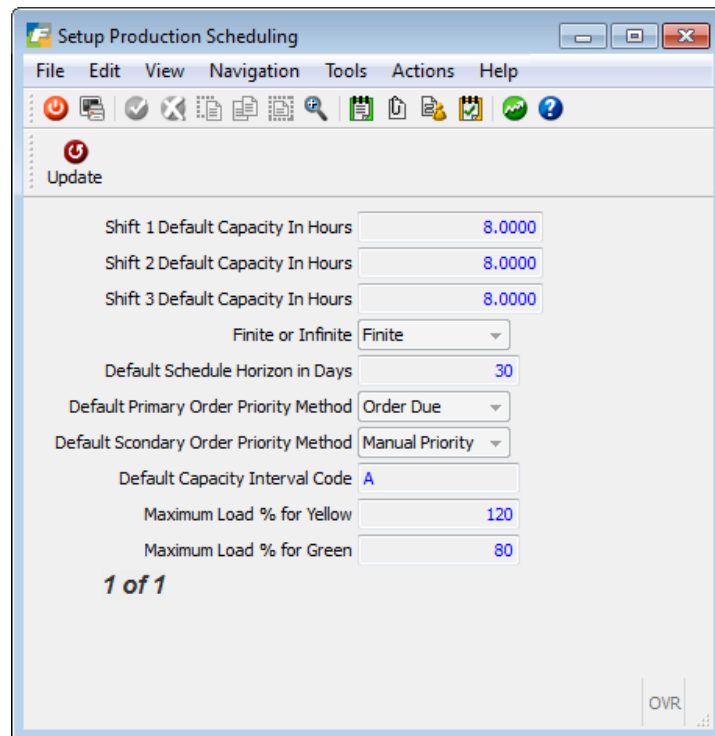 Setup Production Scheduling
File Edit View Navigation Tools Actions Help
Update
Shift 1 Default Capacity In Hours 8.0000
Shift 2 Default Capacity In Hours 8.0000
Shift 3 Default Capacity In Hours 8.0000
Finite or Infinite Finite
Default Schedule Horizon in Days 30
Default Primary Order Priority Method Order Due
Default Scondary Order Priority Method Manual Priority
Default Capacity Interval Code A
Maximum Load % for Yellow 120
Maximum Load % for Green 80
1 of 1
OVR